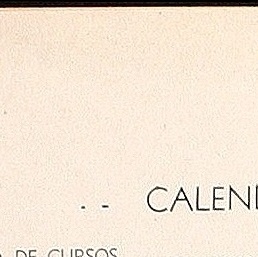 - - CALEN
DE CURSOS